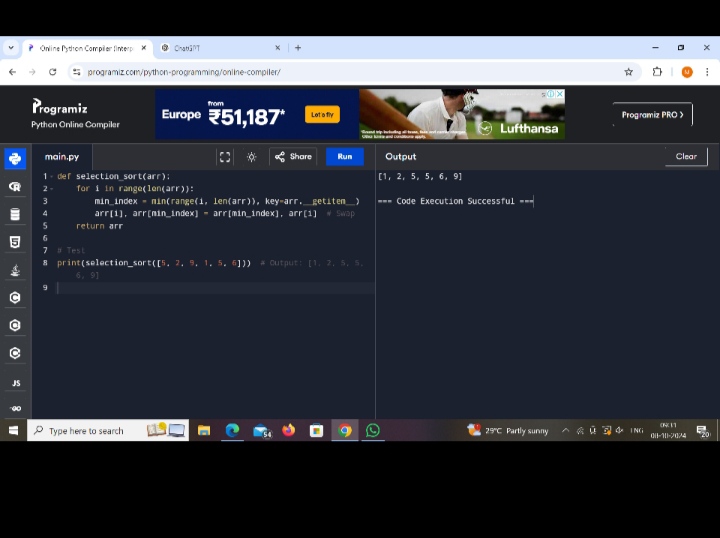 Online Python Compiler (Interp
ChatGPT
programiz.com/python-programming/online-compiler/
Programiz
Python Online Compiler
from
Europe ₹51,187*
Let's fly
Lufthansa
Programiz PRO >
main.py
Share
Run
Output
Clear
1 def selection_sort(arr):
2 for i in range(len(arr)):
3 min_index = min(range(i, len(arr)), key=arr.__getitem__)
4 arr[i], arr[min_index] = arr[min_index], arr[i] # Swap
5 return arr
6
7 # Test
8 print(selection_sort([5, 2, 9, 1, 5, 6])) # Output: [1, 2, 5, 5,
6, 9]
9
[1, 2, 5, 5, 6, 9]
=== Code Execution Successful ===
JS
GO
Type here to search
54
29°C Partly sunny
ENG
09:31
08-10-2024
20